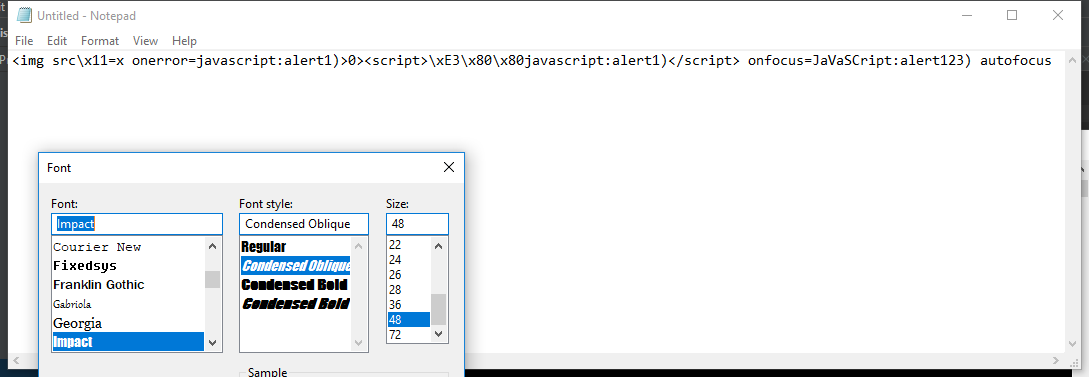 Untitled - Notepad
File Edit Format View Help
<img src\x11=x onerror=javascript:alert1)>0><script>\xE3\x80\x80javascript:alert1)</script> onfocus=JaVaSCript:alert123) autofocus
Font
Font: Font style: Size:
Impact Condensed Oblique 48
Courier New Regular 22
Fixedsys Condensed Oblique 24
Franklin Gothic Condensed Bold 26
Gabriola Condensed Bold 28
Georgia 36
Impact 48
72
Sample